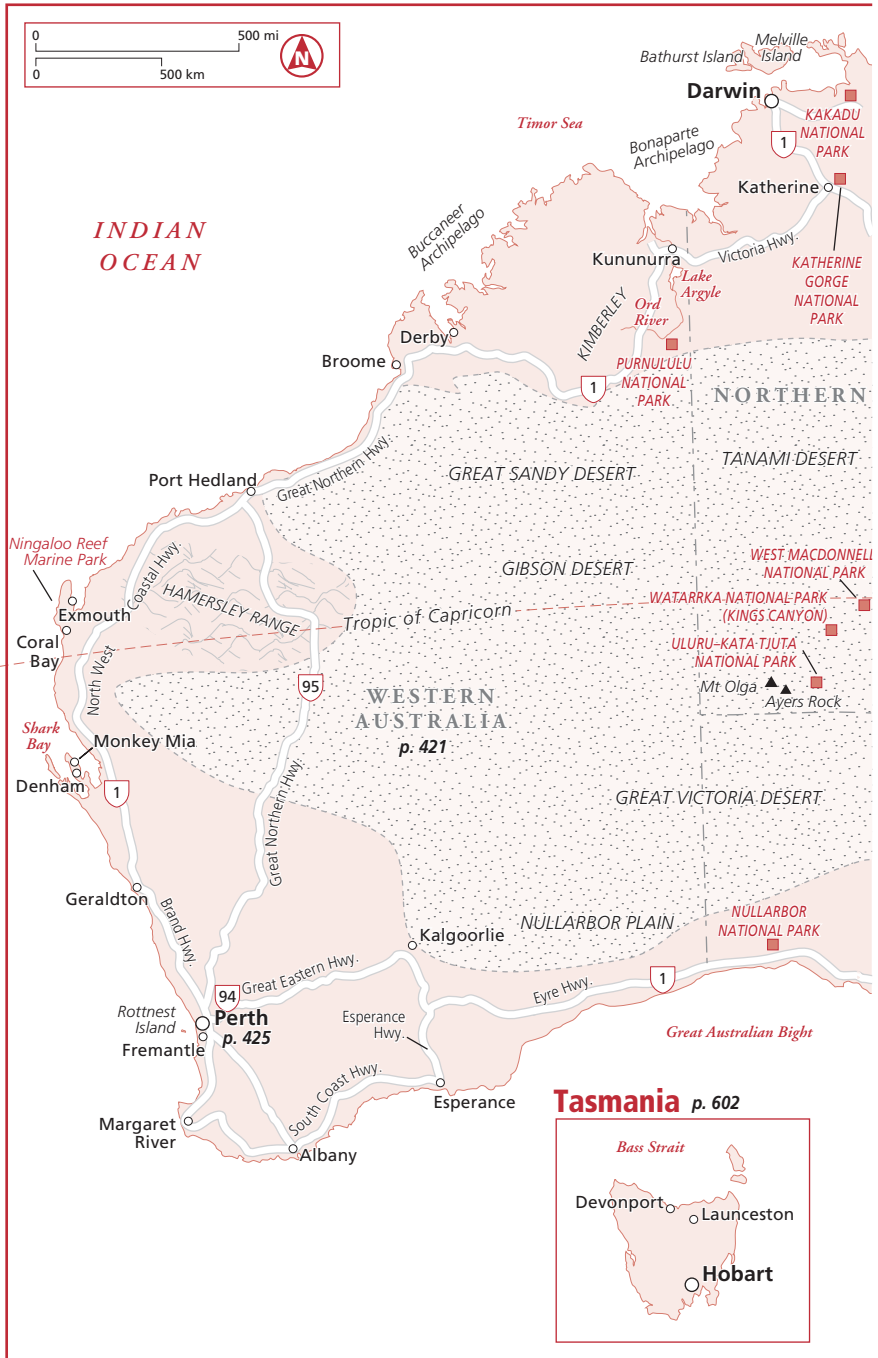 0 500 mi
0 500 km
N
Melville
Island
Bathurst Island
Darwin
KAKADU
NATIONAL
PARK
Timor Sea
Bonaparte
Archipelago
1
Katherine
INDIAN
OCEAN
Buccaneer
Archipelago
Kununurra
Victoria Hwy.
Lake
Argyle
KATHERINE
GORGE
NATIONAL
PARK
Ord
River
KIMBERLEY
Derby
Broome
PURNULULU
NATIONAL
PARK
1
NORTHERN
Great Northern Hwy.
GREAT SANDY DESERT
TANAMI DESERT
Port Hedland
Ningaloo Reef
Marine Park
Coastal Hwy.
HAMERSLEY RANGE
GIBSON DESERT
WEST MACDONNELL
NATIONAL PARK
WATARRKA NATIONAL PARK
(KINGS CANYON)
Exmouth
Tropic of Capricorn
Coral
Bay
ULURU–KATA TJUTA
NATIONAL PARK
North West
95
Mt Olga
Ayers Rock
WESTERN
AUSTRALIA
p. 421
Shark
Bay
Monkey Mia
Denham
1
Great Northern Hwy.
GREAT VICTORIA DESERT
Geraldton
Brand Hwy.
NULLARBOR PLAIN
NULLARBOR
NATIONAL PARK
Kalgoorlie
Great Eastern Hwy.
94
1
Eyre Hwy.
Rottnest
Island
Perth
p. 425
Fremantle
Esperance
Hwy.
Great Australian Bight
South Coast Hwy.
Esperance
Margaret
River
Albany
Tasmania p. 602
Bass Strait
Devonport
Launceston
Hobart